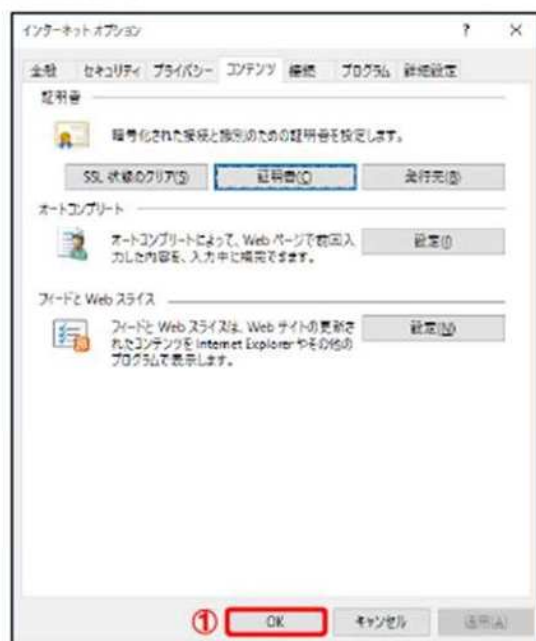 インターネット オプション ? ×
全般 セキュリティ プライバシー コンテンツ 接続 プログラム 詳細設定
証明書
暗号化された接続と識別のための証明書を設定します。
SSL 状態のクリア(S) 証明書(C) 発行元(B)
オートコンプリート
オートコンプリートによって、Web ページで前回入
力した内容を、入力中に補完できます。
設定(I)
フィードと Web スライス
フィードと Web スライスは、Web サイトの更新さ
れたコンテンツを Internet Explorer やその他の
プログラムで表示します。
設定(N)
① OK キャンセル 適用(A)